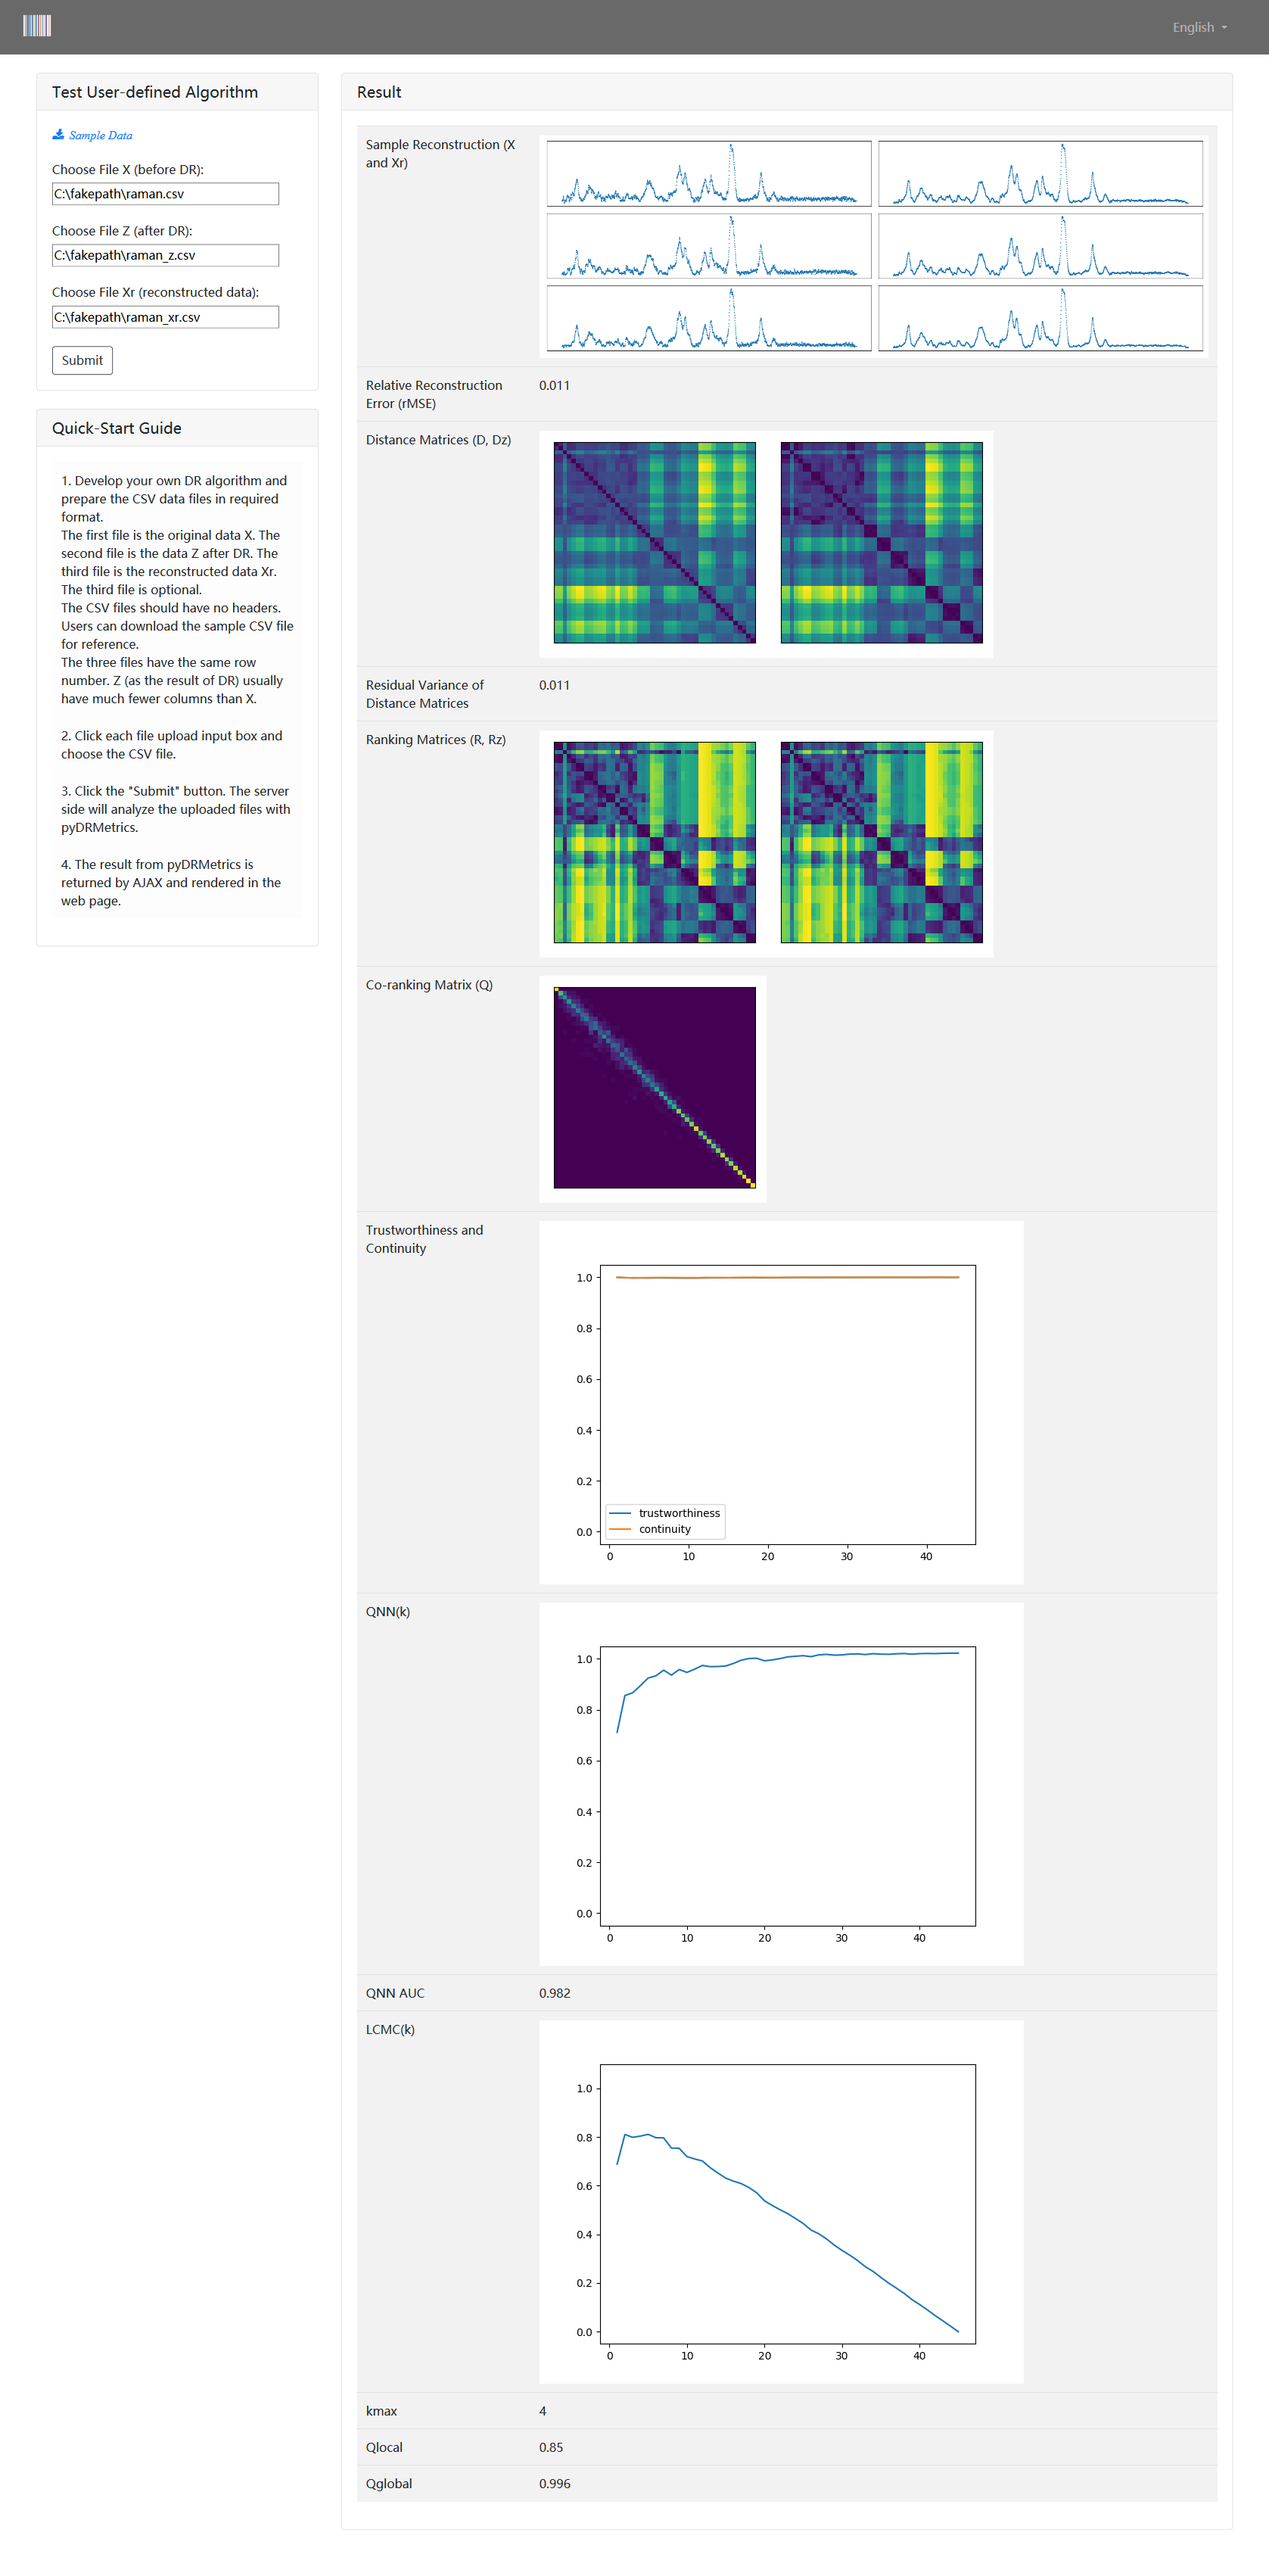 English
Test User-defined Algorithm
Sample Data
Choose File X (before DR):
C:\fakepath\raman.csv
Choose File Z (after DR):
C:\fakepath\raman_z.csv
Choose File Xr (reconstructed data):
C:\fakepath\raman_xr.csv
Submit
Quick-Start Guide
1. Develop your own DR algorithm and
prepare the CSV data files in required
format.
The first file is the original data X. The
second file is the data Z after DR. The
third file is the reconstructed data Xr.
The third file is optional.
The CSV files should have no headers.
Users can download the sample CSV file
for reference.
The three files have the same row
number. Z (as the result of DR) usually
have much fewer columns than X.
2. Click each file upload input box and
choose the CSV file.
3. Click the "Submit" button. The server
side will analyze the uploaded files with
pyDRMetrics.
4. The result from pyDRMetrics is
returned by AJAX and rendered in the
web page.
Result
Sample Reconstruction (X
and Xr)
Relative Reconstruction
Error (rMSE)
0.011
Distance Matrices (D, Dz)
Residual Variance of
Distance Matrices
0.011
Ranking Matrices (R, Rz)
Co-ranking Matrix (Q)
Trustworthiness and
Continuity
1.0
0.8
0.6
0.4
0.2
0.0
trustworthiness
continuity
0 10 20 30 40
QNN(k)
1.0
0.8
0.6
0.4
0.2
0.0
0 10 20 30 40
QNN AUC
0.982
LCMC(k)
1.0
0.8
0.6
0.4
0.2
0.0
0 10 20 30 40
kmax
4
Qlocal
0.85
Qglobal
0.996